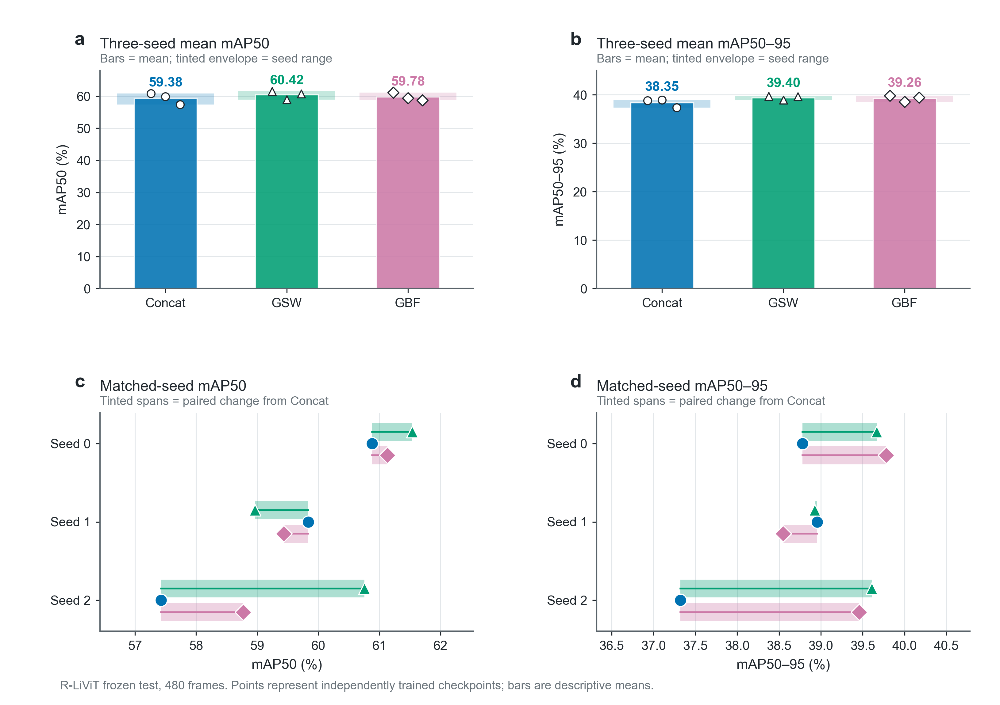 a
Three-seed mean mAP50
Bars = mean; tinted envelope = seed range
59.38
60.42
59.78
60
50
40
30
20
10
0
mAP50 (%)
Concat
GSW
GBF
b
Three-seed mean mAP50–95
Bars = mean; tinted envelope = seed range
38.35
39.40
39.26
40
30
20
10
0
mAP50–95 (%)
Concat
GSW
GBF
c
Matched-seed mAP50
Tinted spans = paired change from Concat
Seed 0
Seed 1
Seed 2
57
58
59
60
61
62
mAP50 (%)
d
Matched-seed mAP50–95
Tinted spans = paired change from Concat
Seed 0
Seed 1
Seed 2
36.5
37.0
37.5
38.0
38.5
39.0
39.5
40.0
40.5
mAP50–95 (%)
R-LiViT frozen test, 480 frames. Points represent independently trained checkpoints; bars are descriptive means.